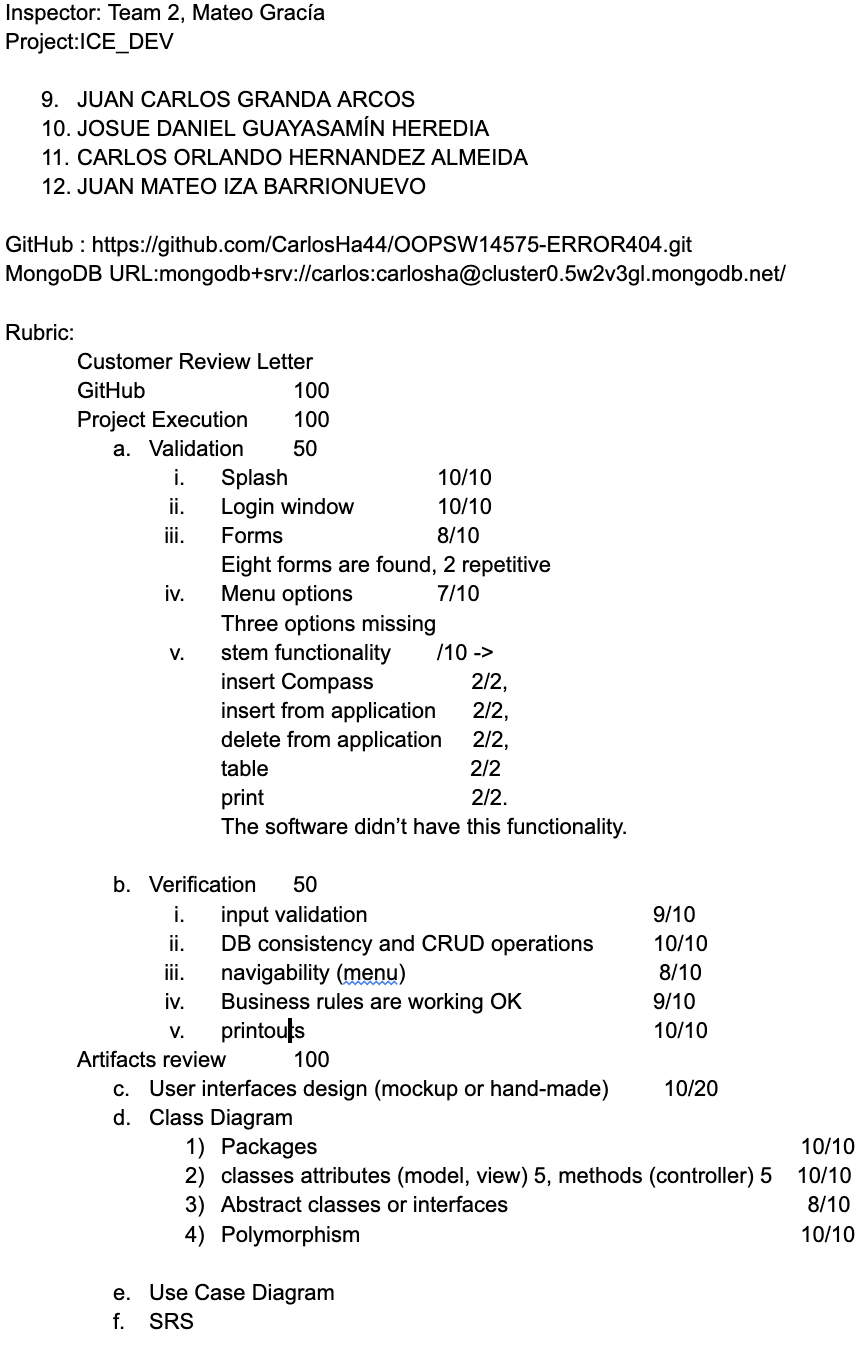 Inspector: Team 2, Mateo Gracía
Project:ICE_DEV
9. JUAN CARLOS GRANDA ARCOS
10. JOSUE DANIEL GUAYASAMÍN HEREDIA
11. CARLOS ORLANDO HERNANDEZ ALMEIDA
12. JUAN MATEO IZA BARRIONUEVO
GitHub : https://github.com/CarlosHa44/OOPSW14575-ERROR404.git
MongoDB URL:mongodb+srv://carlos:carlosha@cluster0.5w2v3gl.mongodb.net/
Rubric:
Customer Review Letter
GitHub 100
Project Execution 100
a. Validation 50
i. Splash 10/10
ii. Login window 10/10
iii. Forms 8/10
Eight forms are found, 2 repetitive
iv. Menu options 7/10
Three options missing
v. stem functionality /10 ->
insert Compass 2/2,
insert from application 2/2,
delete from application 2/2,
table 2/2
print 2/2.
The software didn’t have this functionality.
b. Verification 50
i. input validation 9/10
ii. DB consistency and CRUD operations 10/10
iii. navigability (menu) 8/10
iv. Business rules are working OK 9/10
v. printouts 10/10
Artifacts review 100
c. User interfaces design (mockup or hand-made) 10/20
d. Class Diagram
1) Packages 10/10
2) classes attributes (model, view) 5, methods (controller) 5 10/10
3) Abstract classes or interfaces 8/10
4) Polymorphism 10/10
e. Use Case Diagram
f. SRS